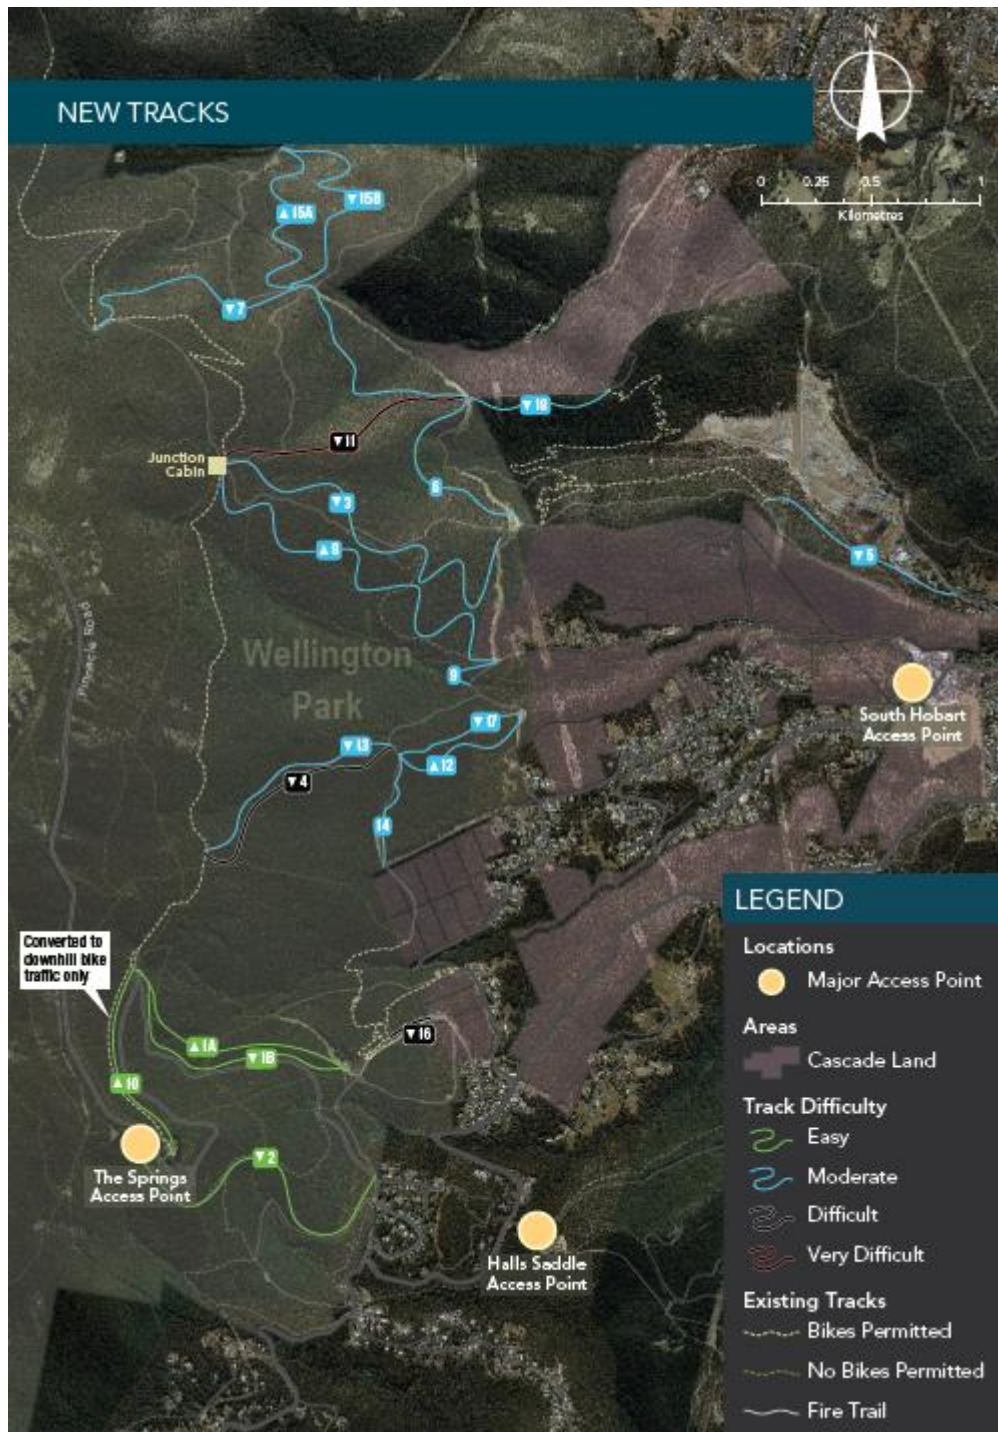 N
NEW TRACKS
0 0.25 0.5 1
Kilometres
▲ 15A
▼ 15B
▼ 7
▼ 18
▼ 11
Junction
Cabin
6
▼ 3
▲ 8
▼ 5
Pinnacle Road
Wellington
Park
9
South Hobart
Access Point
▼ 17
▼ 13
▲ 12
▼ 4
14
LEGEND
Locations
Major Access Point
Areas
Cascade Land
Track Difficulty
Easy
Moderate
Difficult
Very Difficult
Existing Tracks
Bikes Permitted
No Bikes Permitted
Fire Trail
Converted to
downhill bike
traffic only
▼ 16
▲ 1A
▼ 1B
▲ 10
▼ 2
The Springs
Access Point
Halls Saddle
Access Point